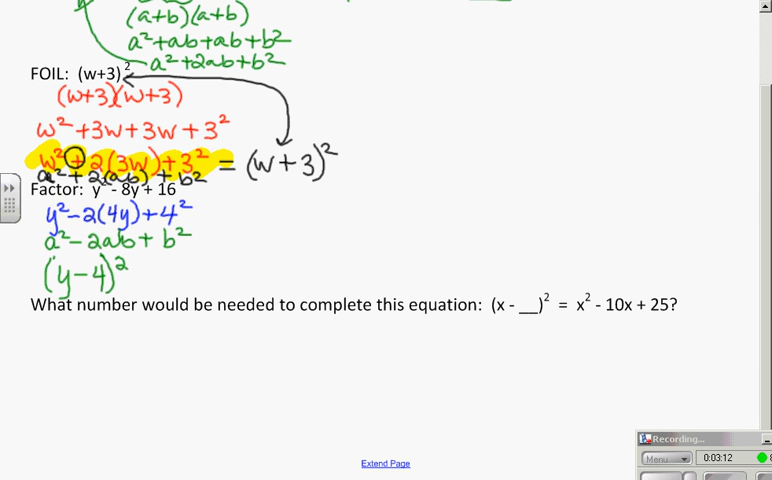 (a+b)(a+b)
a²+ab+ab+b²
a²+2ab+b²
FOIL: (w+3)²
(w+3)(w+3)
w²+3w+3w+3²
w²+2(3w)+3² = (w+3)²
a²+2(ab)+b²
Factor: y² - 8y + 16
y²-2(4y)+4²
a²-2ab+b²
(y-4)²
What number would be needed to complete this equation: (x - __)² = x² - 10x + 25?
Extend Page
Recording...
Menu 0:03:12